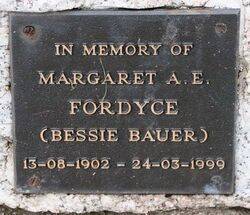 IN MEMORY OF
MARGARET A.E.
FORDYCE
(BESSIE BAUER)
13-08-1902 - 24-03-1999